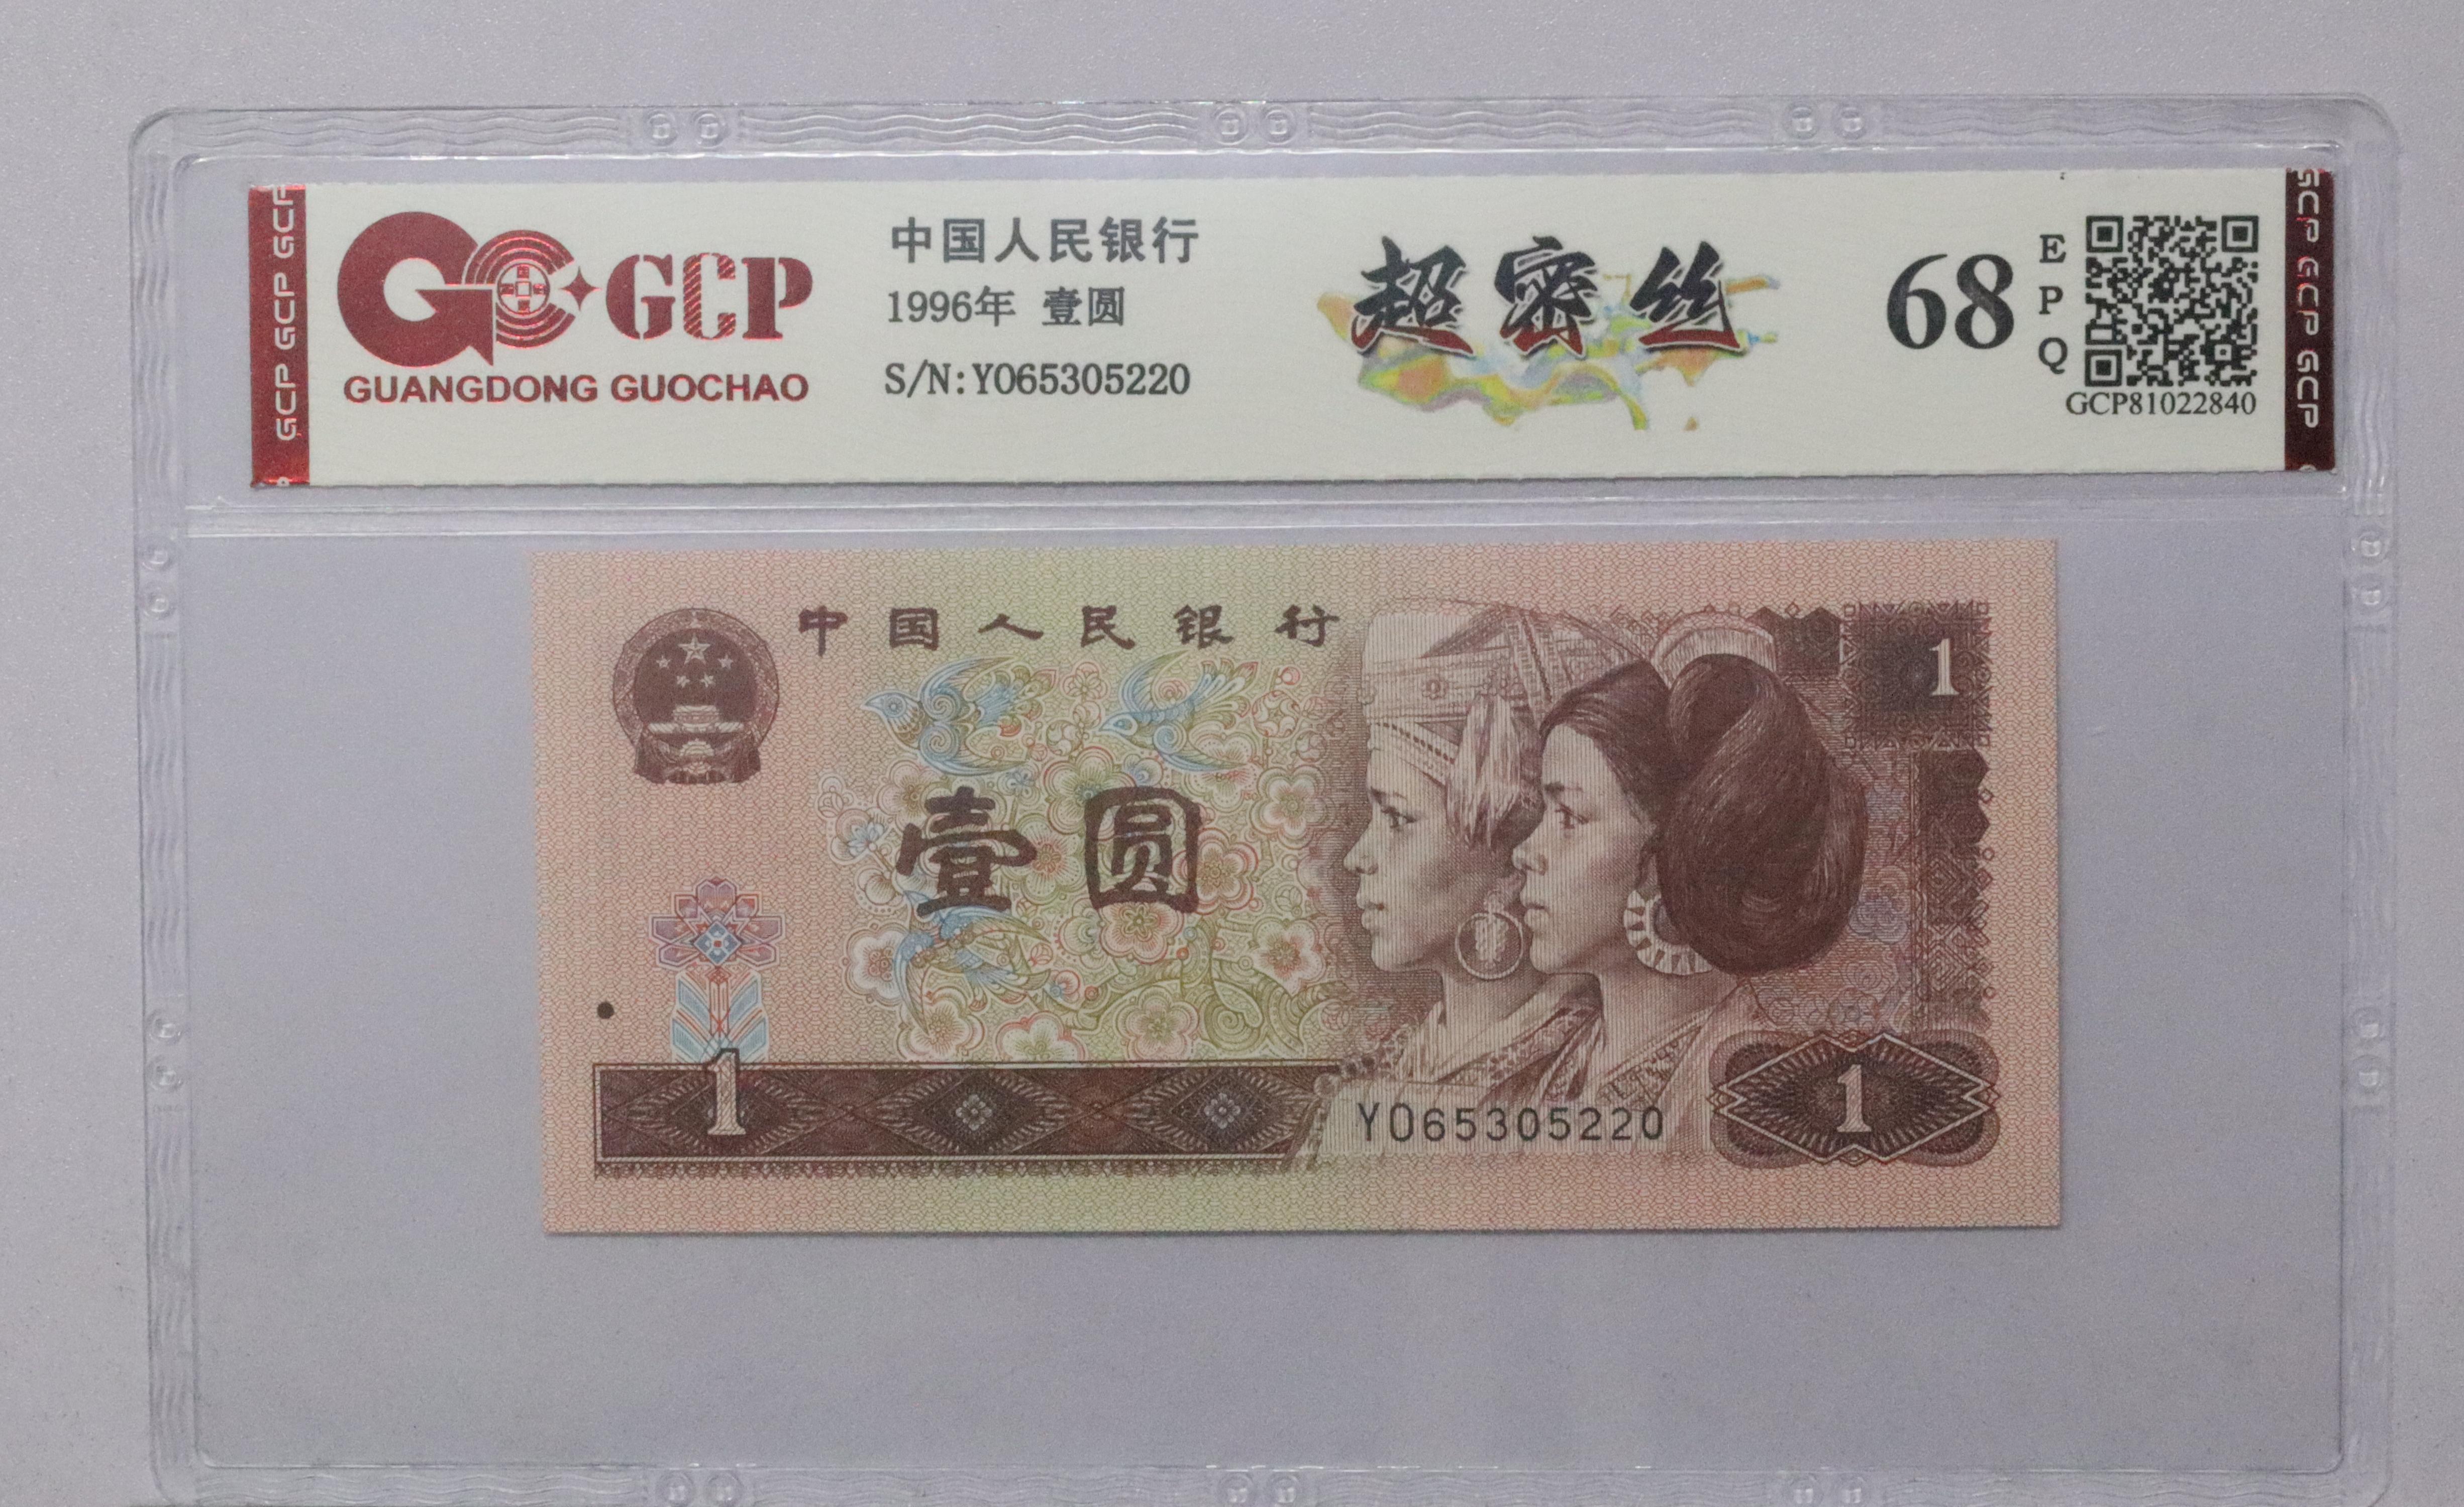 GCP GCP GCP
GCP
GUANGDONG GUOCHAO
中国人民银行
1996年 壹圆
S/N:YO65305220
超密丝
68
E
P
Q
GCP81022840
GCP GCP GCP
中国人民银行
1
壹圆
1
YO65305220
1